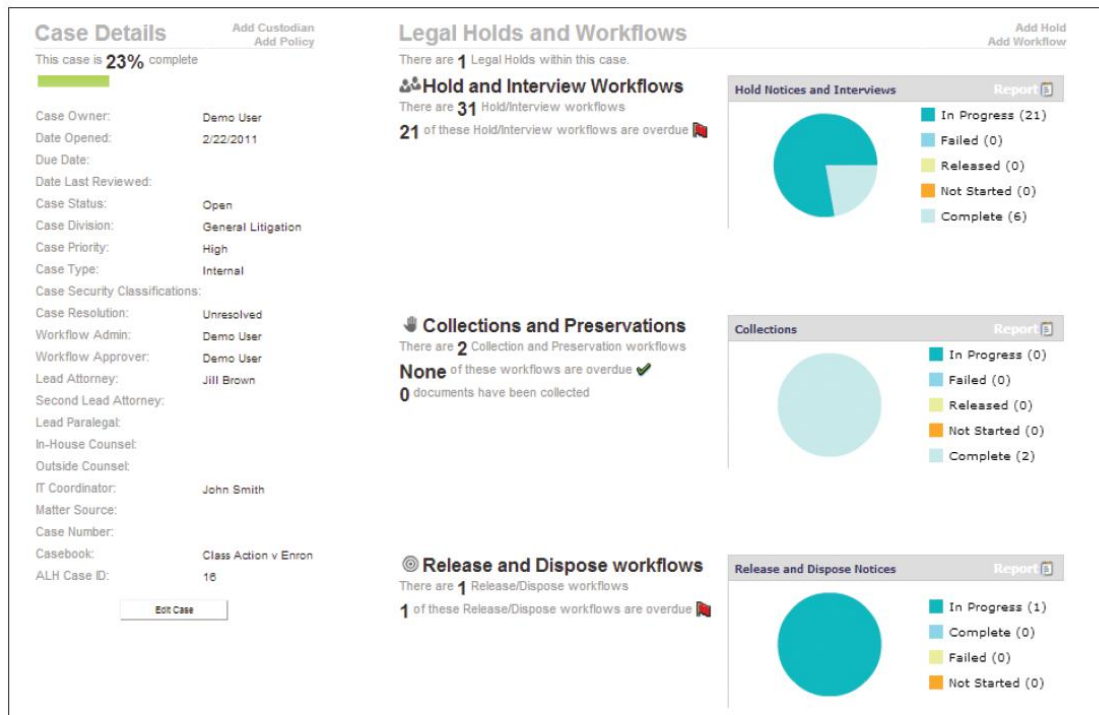 Case Details
Add Custodian
Add Policy
This case is 23% complete
Case Owner: Demo User
Date Opened: 2/22/2011
Due Date:
Date Last Reviewed:
Case Status: Open
Case Division: General Litigation
Case Priority: High
Case Type: Internal
Case Security Classifications:
Case Resolution: Unresolved
Workflow Admin: Demo User
Workflow Approver: Demo User
Lead Attorney: Jill Brown
Second Lead Attorney:
Lead Paralegal:
In-House Counsel:
Outside Counsel:
IT Coordinator: John Smith
Matter Source:
Case Number:
Casebook: Class Action v Enron
ALH Case ID: 16
Edit Case
Legal Holds and Workflows
Add Hold
Add Workflow
There are 1 Legal Holds within this case.
Hold and Interview Workflows
There are 31 Hold/Interview workflows
21 of these Hold/Interview workflows are overdue
Hold Notices and Interviews Report
In Progress (21)
Failed (0)
Released (0)
Not Started (0)
Complete (6)
Collections and Preservations
There are 2 Collection and Preservation workflows
None of these workflows are overdue
0 documents have been collected
Collections Report
In Progress (0)
Failed (0)
Released (0)
Not Started (0)
Complete (2)
Release and Dispose workflows
There are 1 Release/Dispose workflows
1 of these Release/Dispose workflows are overdue
Release and Dispose Notices Report
In Progress (1)
Complete (0)
Failed (0)
Not Started (0)